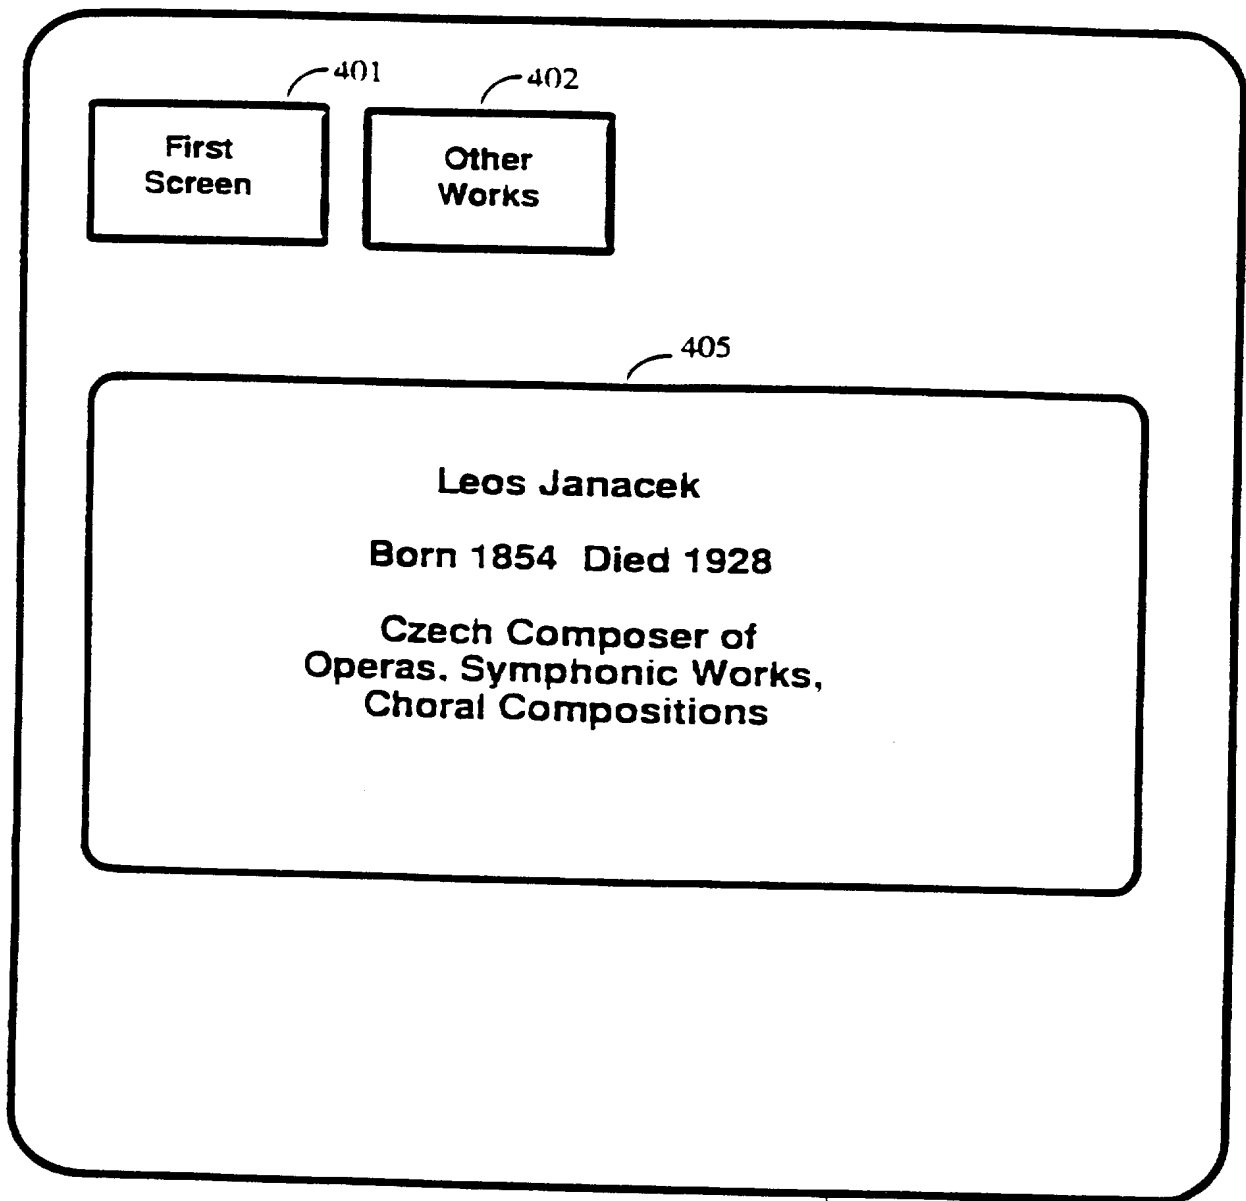 401
402
First
Screen
Other
Works
405
Leos Janacek
Born 1854 Died 1928
Czech Composer of
Operas. Symphonic Works,
Choral Compositions